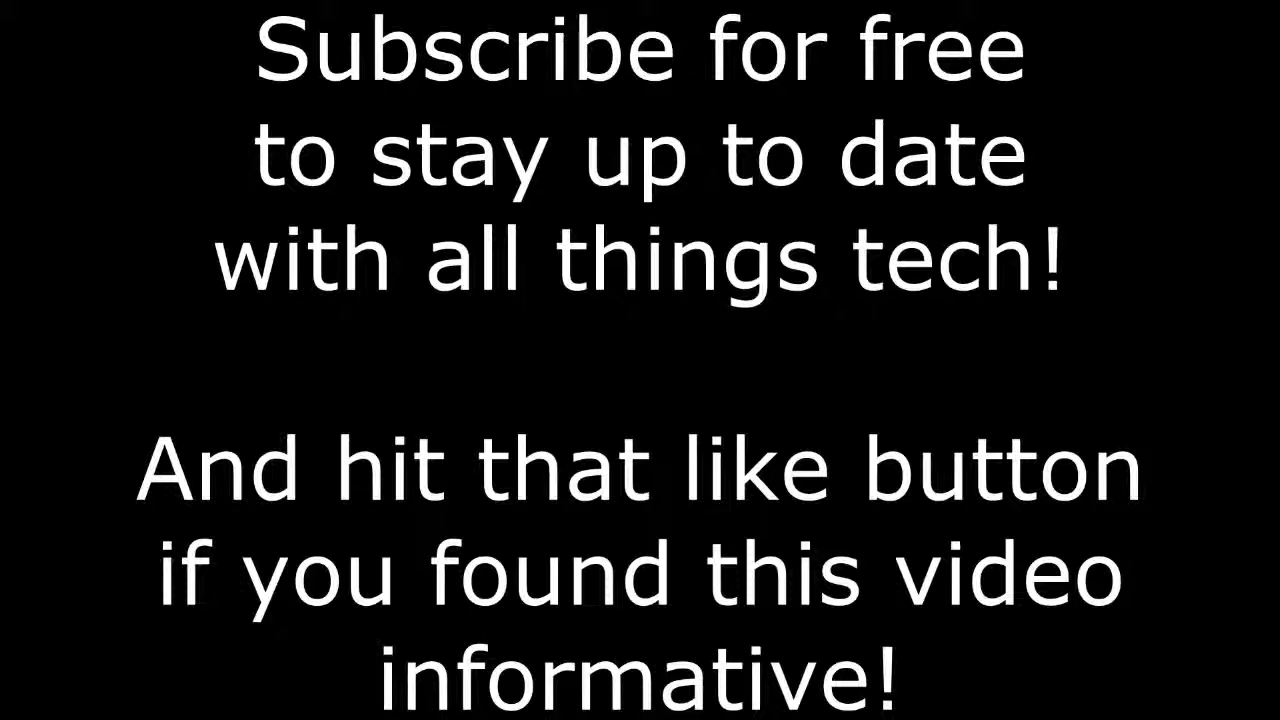 Subscribe for free
to stay up to date
with all things tech!
And hit that like button
if you found this video
informative!